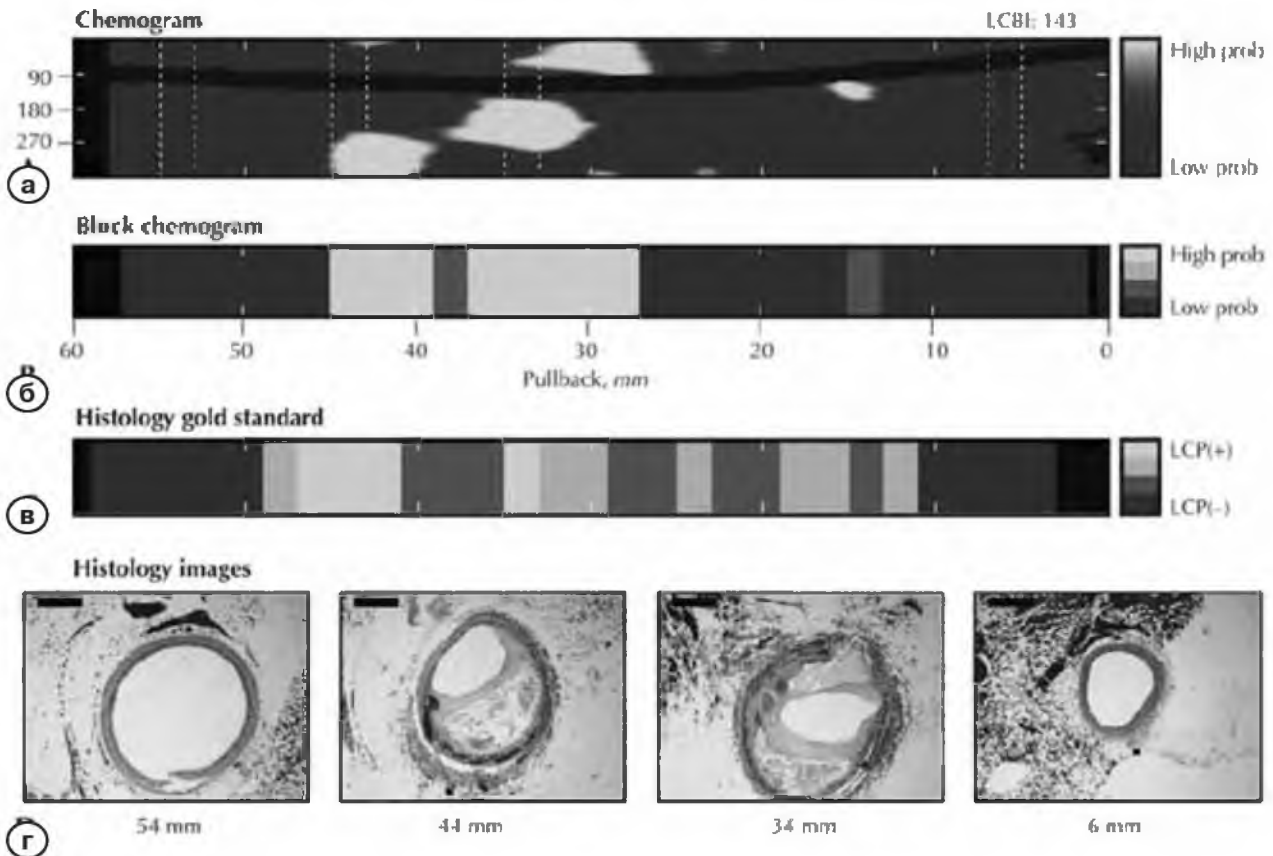 Chemogram
LCBI: 143
High prob
Low prob
90
180
270
а
Block chemogram
High prob
Low prob
60 50 40 30 20 10 0
Pullback, mm
б
Histology gold standard
LCP(+)
LCP(–)
в
Histology images
54 mm 44 mm 34 mm 6 mm
г